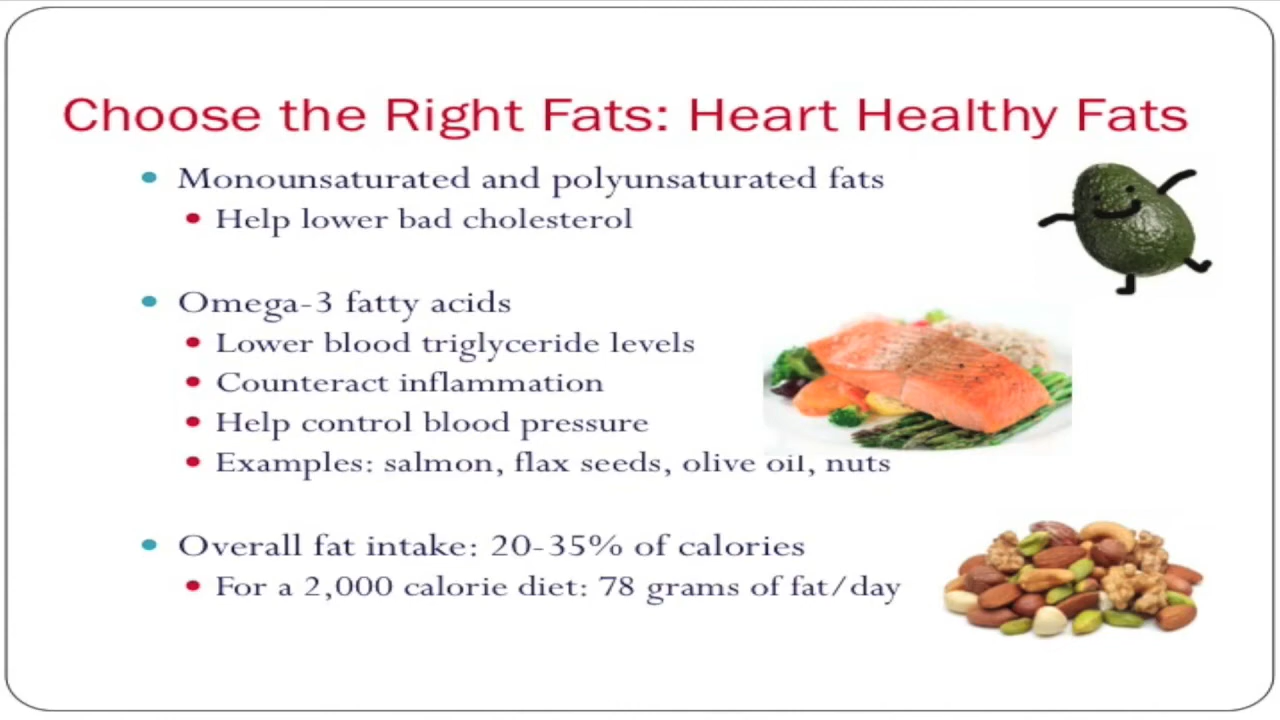 Choose the Right Fats: Heart Healthy Fats
• Monounsaturated and polyunsaturated fats
• Help lower bad cholesterol
• Omega-3 fatty acids
• Lower blood triglyceride levels
• Counteract inflammation
• Help control blood pressure
• Examples: salmon, flax seeds, olive oil, nuts
• Overall fat intake: 20-35% of calories
• For a 2,000 calorie diet: 78 grams of fat/day